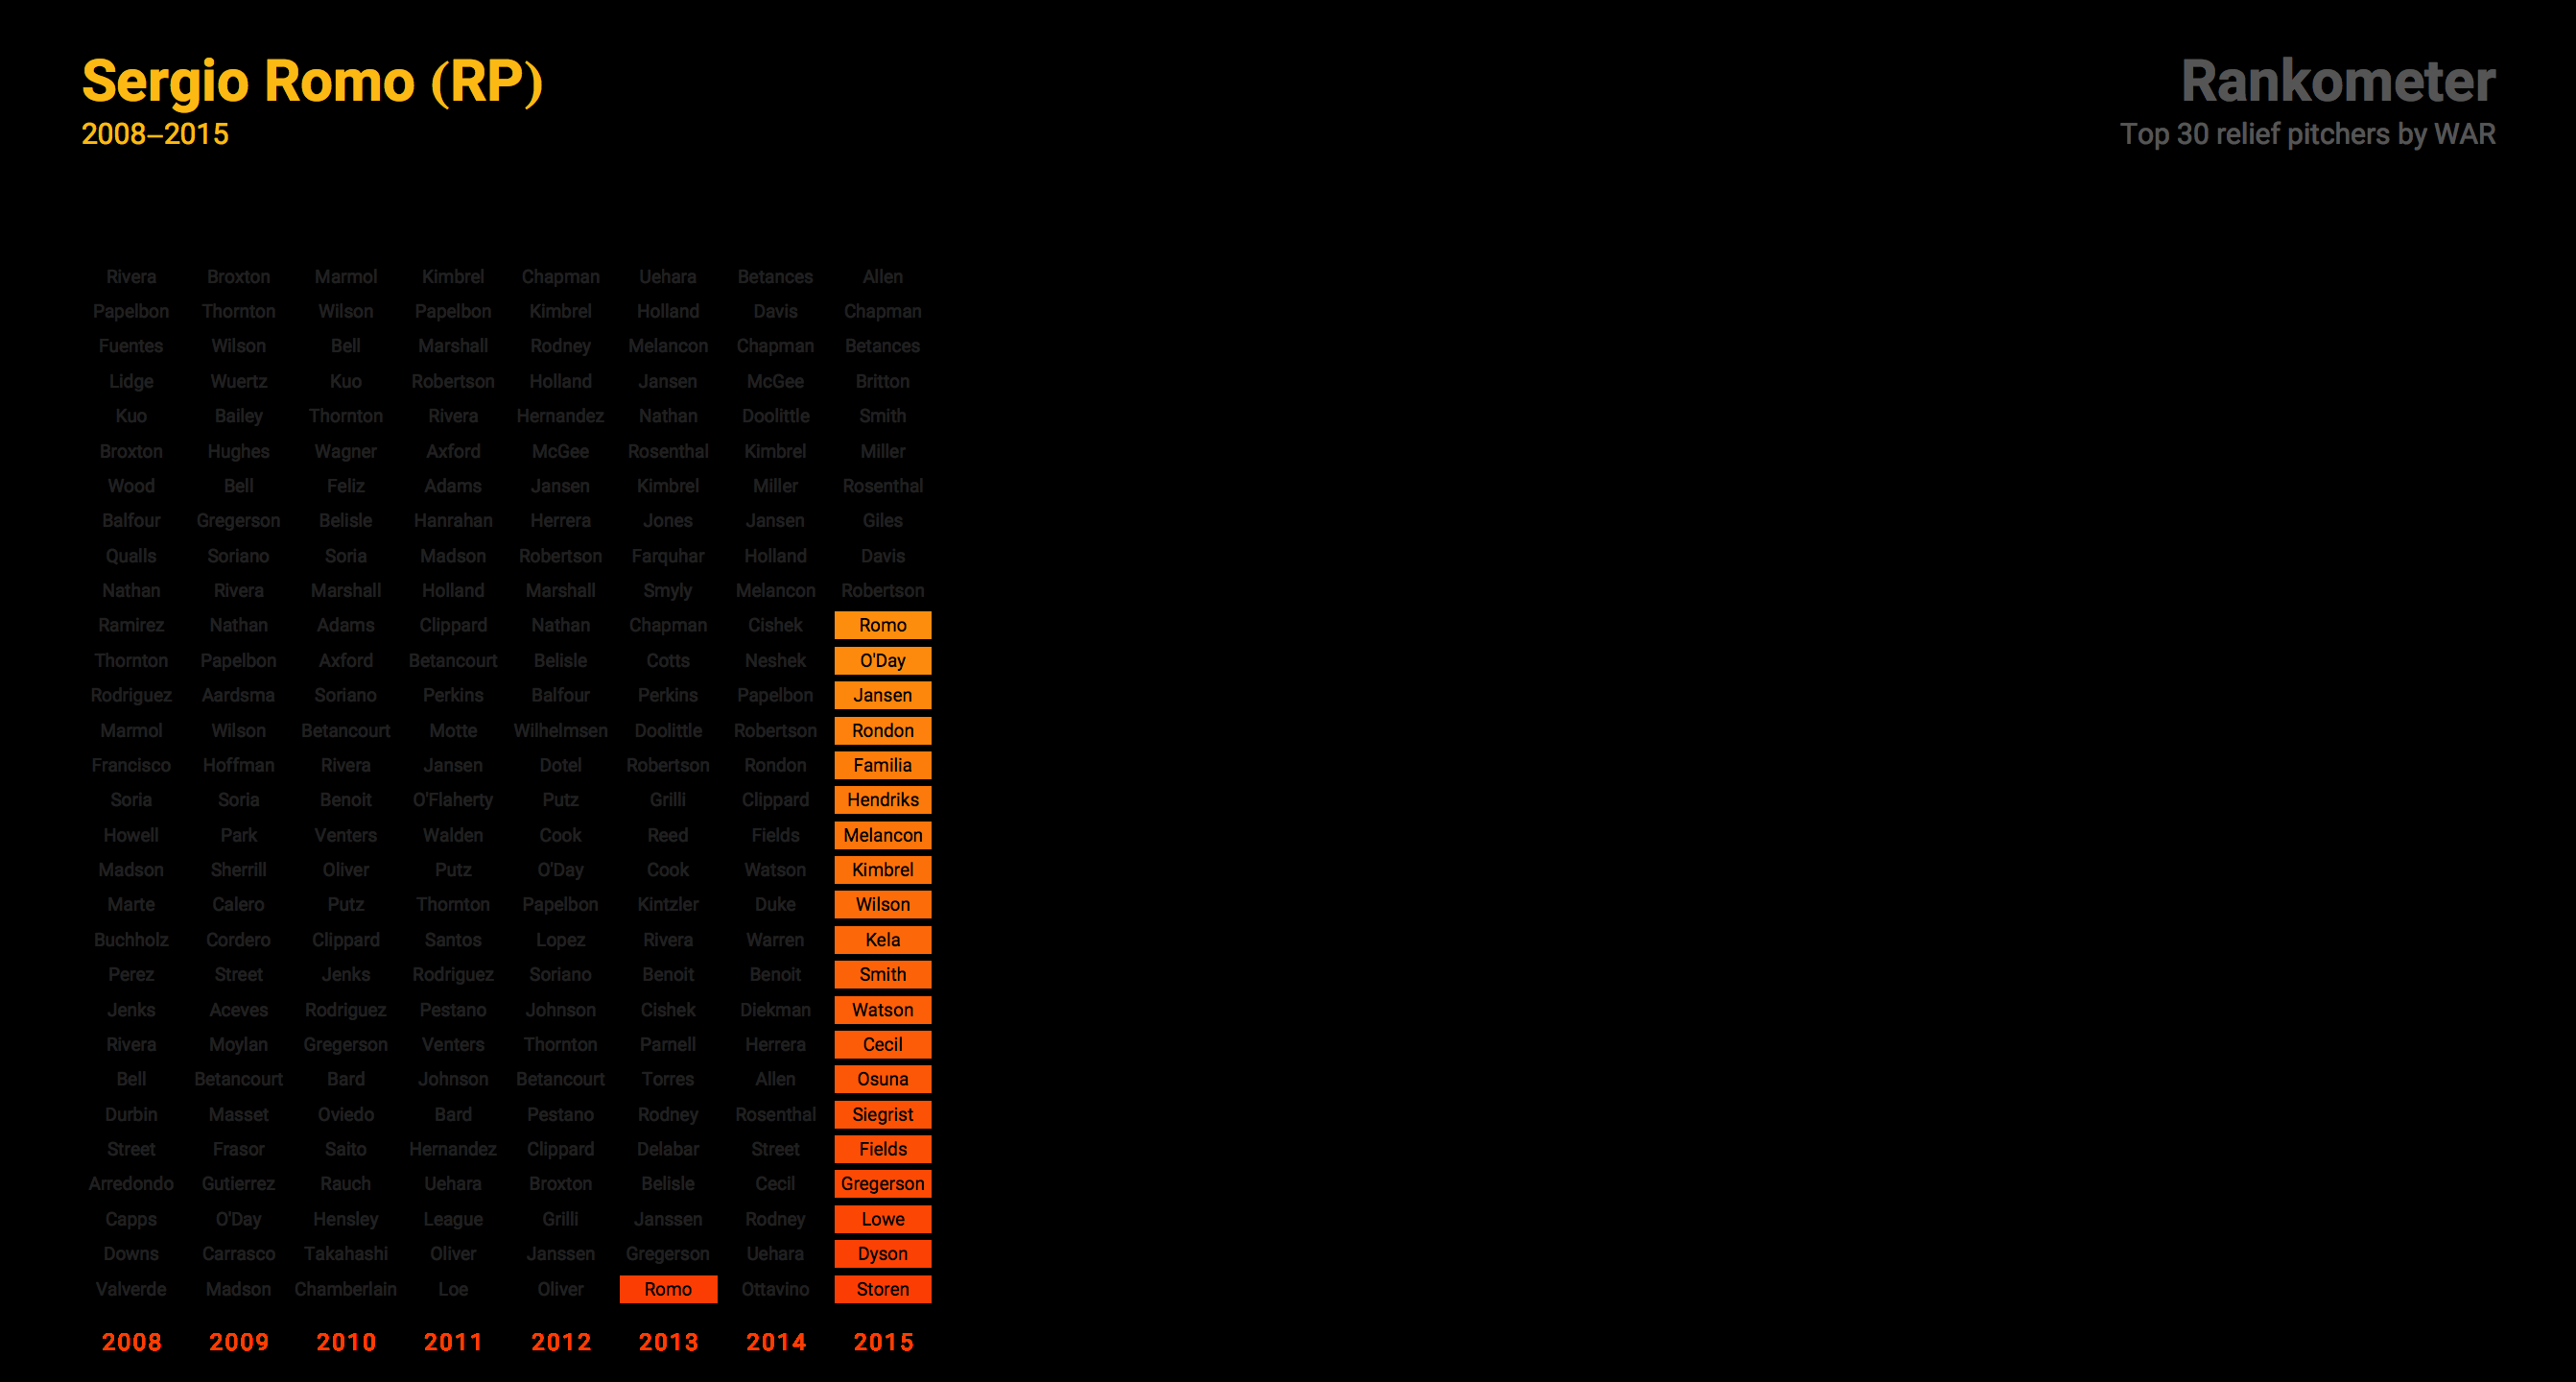 Sergio Romo (RP)
2008–2015
Rankometer
Top 30 relief pitchers by WAR
Rivera Broxton Marmol Kimbrel Chapman Uehara Betances Allen
Papelbon Thornton Wilson Papelbon Kimbrel Holland Davis Chapman
Fuentes Wilson Bell Marshall Rodney Melancon Chapman Betances
Lidge Wuertz Kuo Robertson Holland Jansen McGee Britton
Kuo Bailey Thornton Rivera Hernandez Nathan Doolittle Smith
Broxton Hughes Wagner Axford McGee Rosenthal Kimbrel Miller
Wood Bell Feliz Adams Jansen Kimbrel Miller Rosenthal
Balfour Gregerson Belisle Hanrahan Herrera Jones Jansen Giles
Qualls Soriano Soria Madson Robertson Farquhar Holland Davis
Nathan Rivera Marshall Holland Marshall Smyly Melancon Robertson
Ramirez Nathan Adams Clippard Nathan Chapman Cishek Romo
Thornton Papelbon Axford Betancourt Belisle Cotts Neshek O'Day
Rodriguez Aardsma Soriano Perkins Balfour Perkins Papelbon Jansen
Marmol Wilson Betancourt Motte Wilhelmsen Doolittle Robertson Rondon
Francisco Hoffman Rivera Jansen Dotel Robertson Rondon Familia
Soria Soria Benoit O'Flaherty Putz Grilli Clippard Hendriks
Howell Park Venters Walden Cook Reed Fields Melancon
Madson Sherrill Oliver Putz O'Day Cook Watson Kimbrel
Marte Calero Putz Thornton Papelbon Kintzler Duke Wilson
Buchholz Cordero Clippard Santos Lopez Rivera Warren Kela
Perez Street Jenks Rodriguez Soriano Benoit Benoit Smith
Jenks Aceves Rodriguez Pestano Johnson Cishek Diekman Watson
Rivera Moylan Gregerson Venters Thornton Parnell Herrera Cecil
Bell Betancourt Bard Johnson Betancourt Torres Allen Osuna
Durbin Masset Oviedo Bard Pestano Rodney Rosenthal Siegrist
Street Frasor Saito Hernandez Clippard Delabar Street Fields
Arredondo Gutierrez Rauch Uehara Broxton Belisle Cecil Gregerson
Capps O'Day Hensley League Grilli Janssen Rodney Lowe
Downs Carrasco Takahashi Oliver Janssen Gregerson Uehara Dyson
Valverde Madson Chamberlain Loe Oliver Romo Ottavino Storen
2008 2009 2010 2011 2012 2013 2014 2015